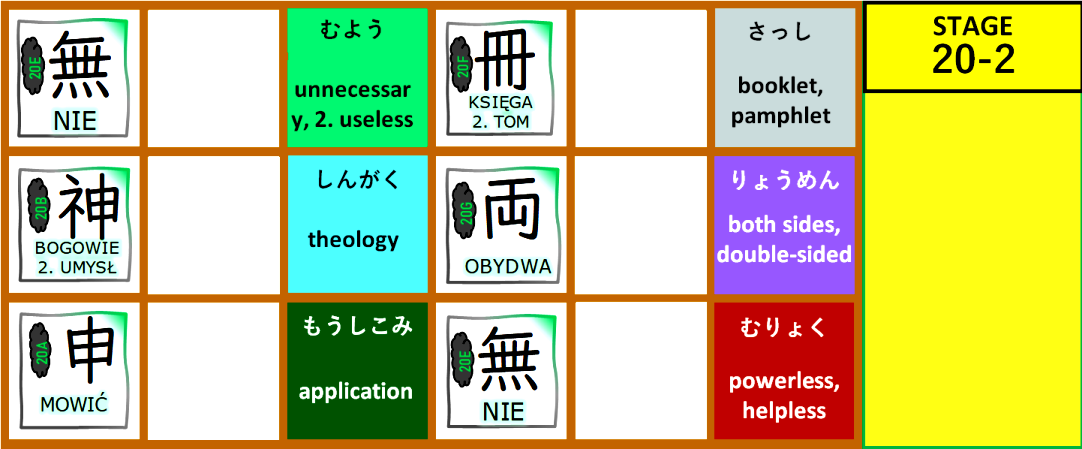 20E
無
NIE
むよう
unnecessar
y, 2. useless
20F
冊
KSIĘGA
2. TOM
さっし
booklet,
pamphlet
STAGE
20-2
20B
神
BOGOWIE
2. UMYSŁ
しんがく
theology
20G
両
OBYDWA
りょうめん
both sides,
double-sided
20A
申
MOWIĆ
もうしこみ
application
20E
無
NIE
むりょく
powerless,
helpless